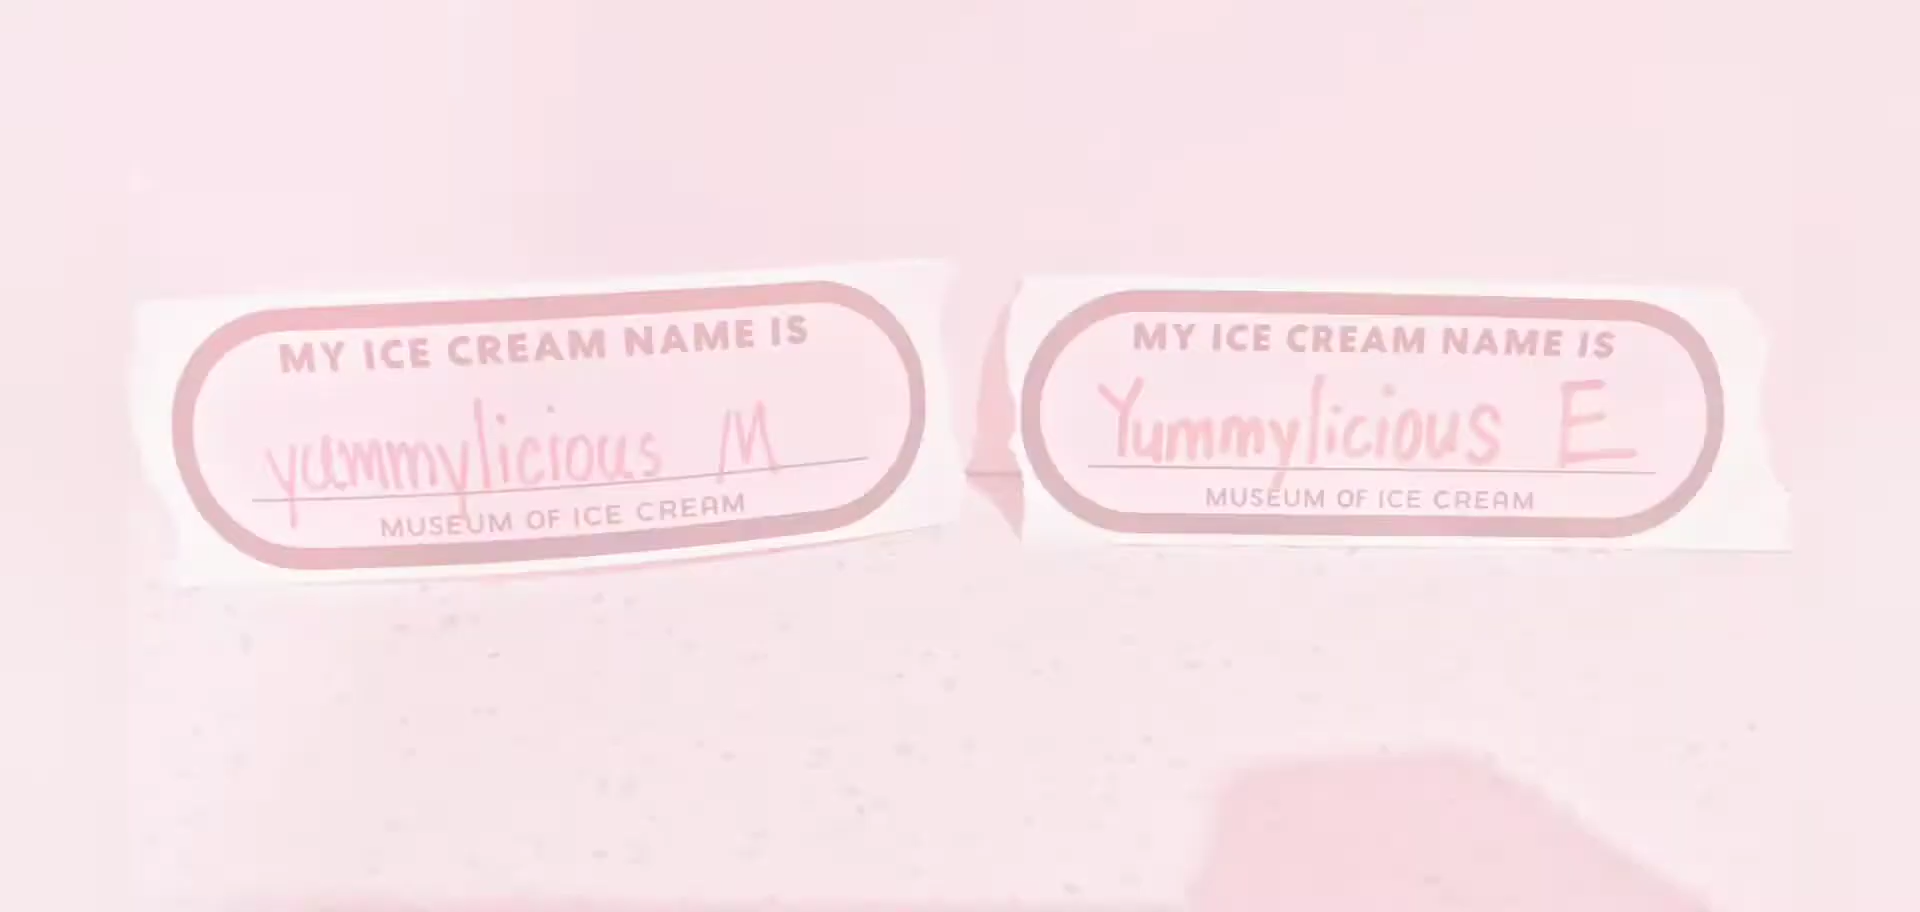 MY ICE CREAM NAME IS
yummylicious M
MUSEUM OF ICE CREAM
MY ICE CREAM NAME IS
Yummylicious E
MUSEUM OF ICE CREAM